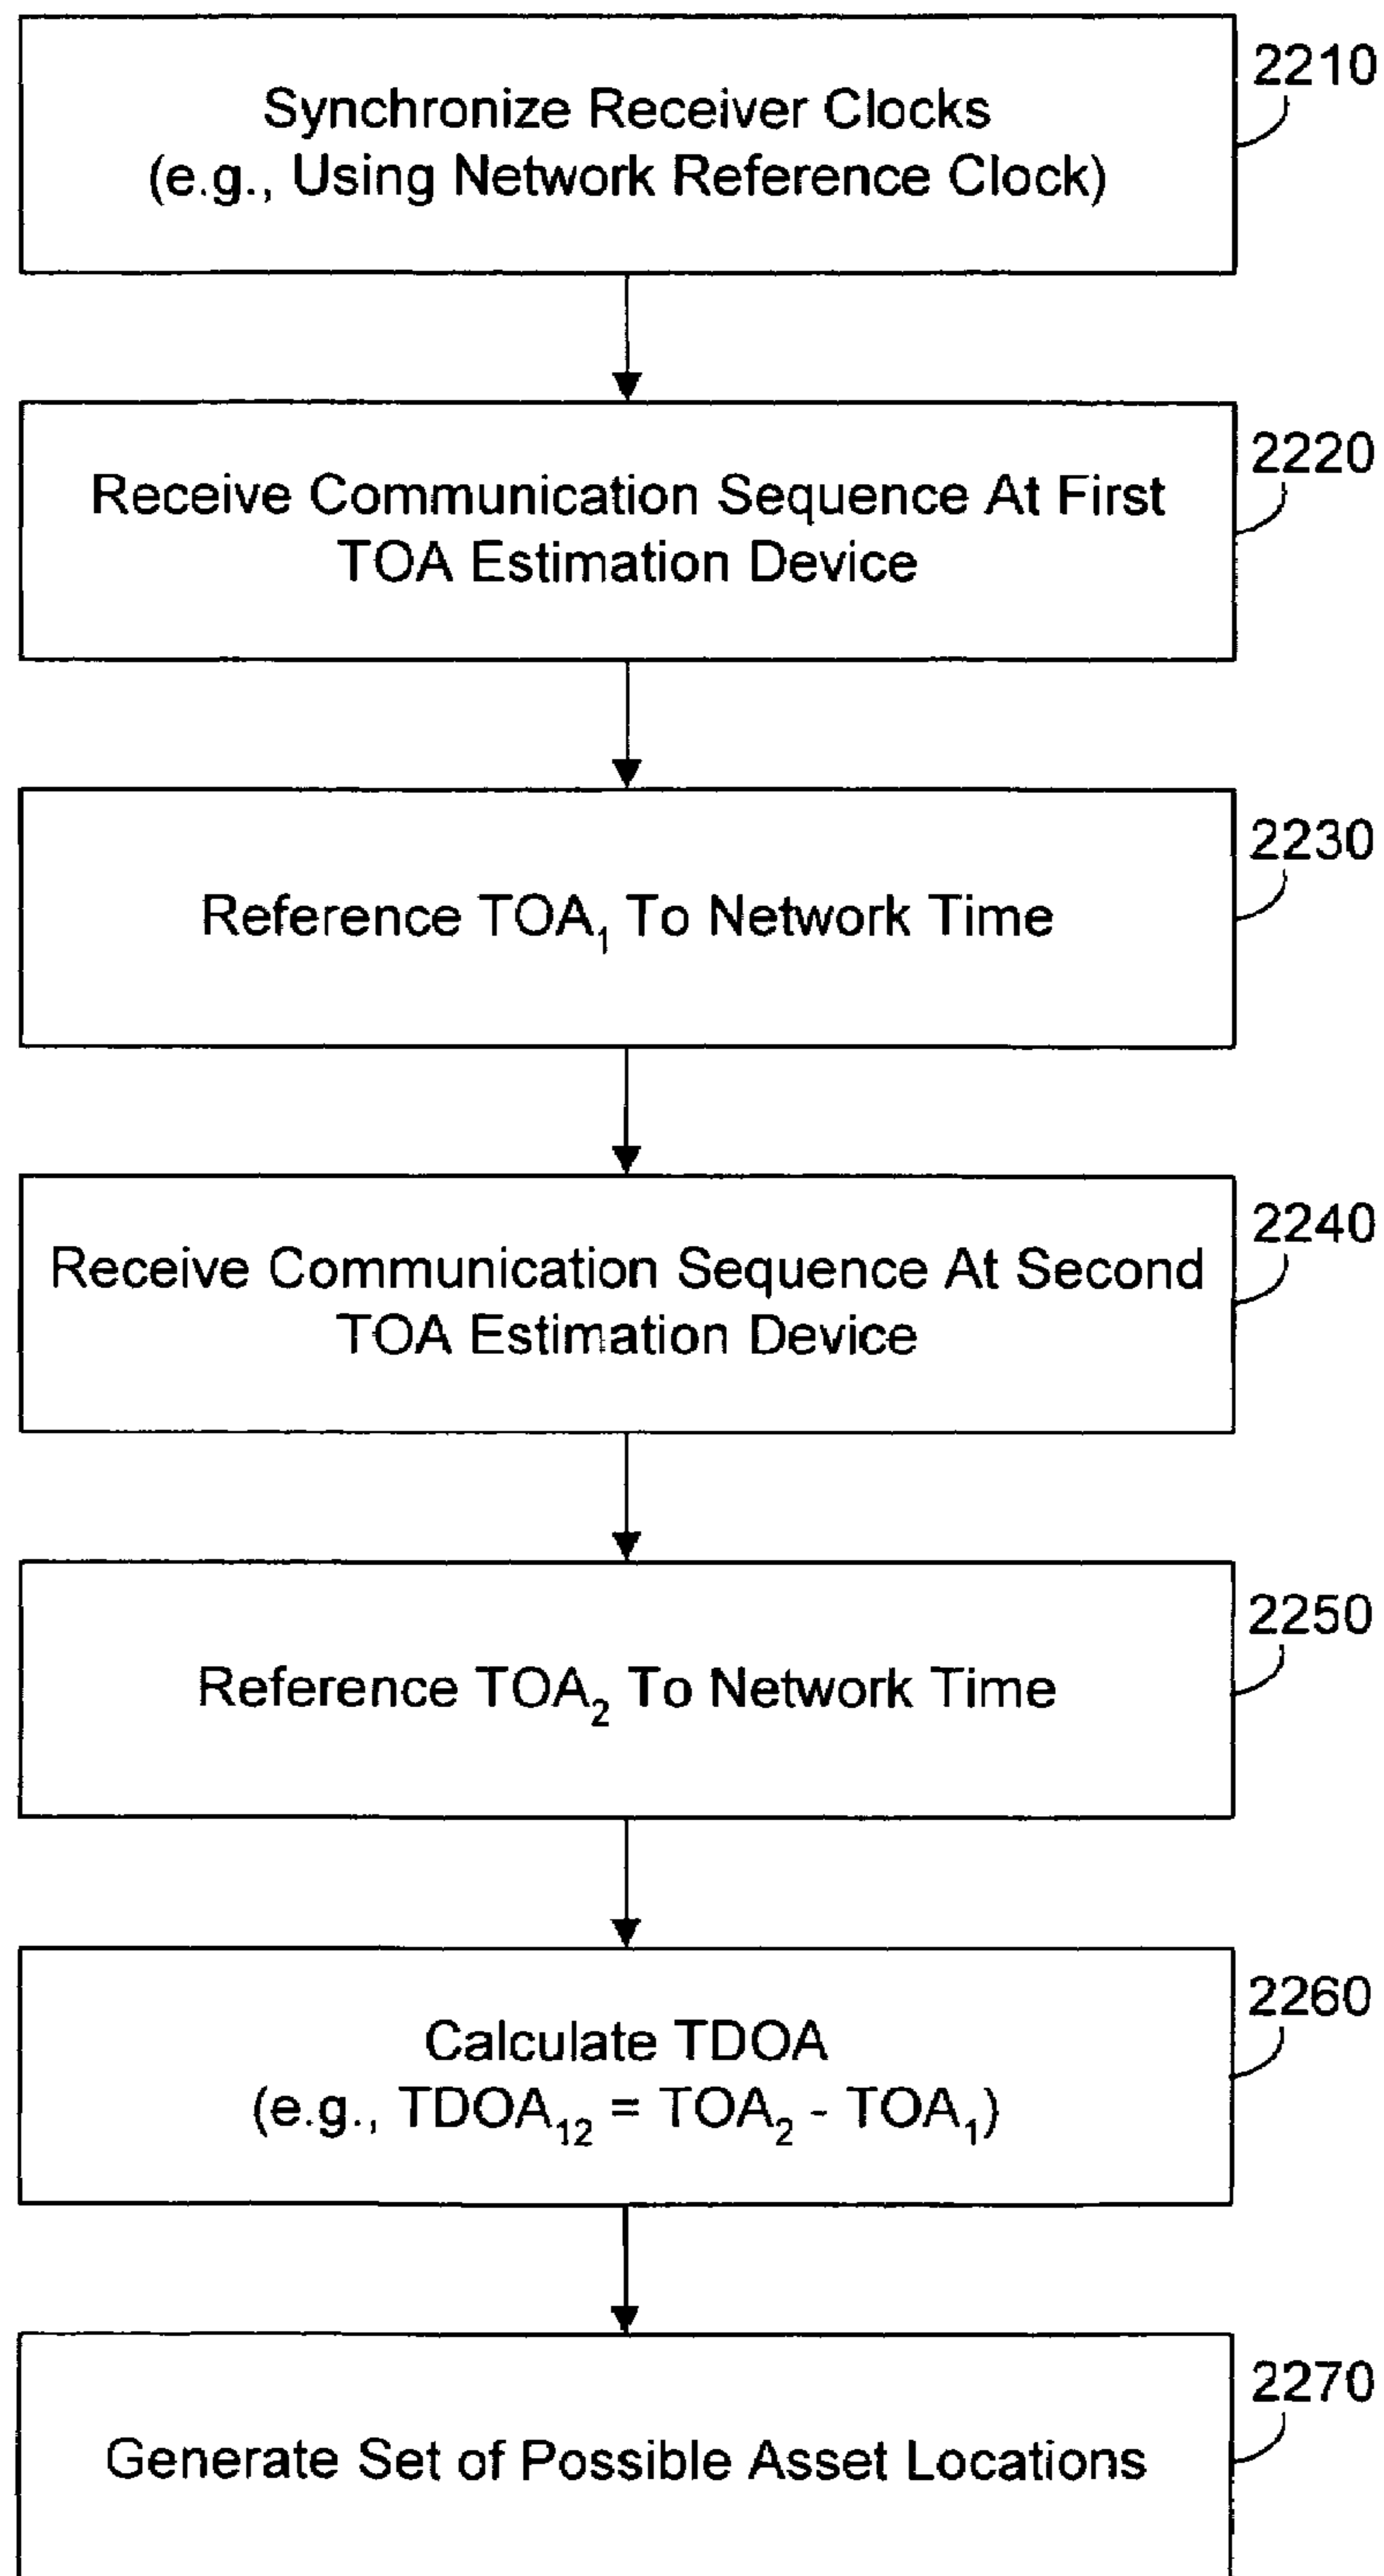 Synchronize Receiver Clocks
(e.g., Using Network Reference Clock)
2210
Receive Communication Sequence At First
TOA Estimation Device
2220
Reference TOA₁ To Network Time
2230
Receive Communication Sequence At Second
TOA Estimation Device
2240
Reference TOA₂ To Network Time
2250
Calculate TDOA
(e.g., TDOA₁₂ = TOA₂ - TOA₁)
2260
Generate Set of Possible Asset Locations
2270